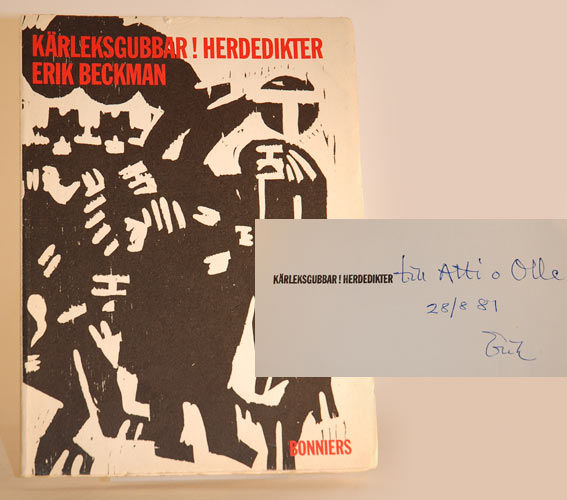 KÄRLEKSGUBBAR! HERDEDIKTER
ERIK BECKMAN
BONNIERS
KÄRLEKSGUBBAR! HERDEDIKTER till Atti o Olle
28/8 81
Erik